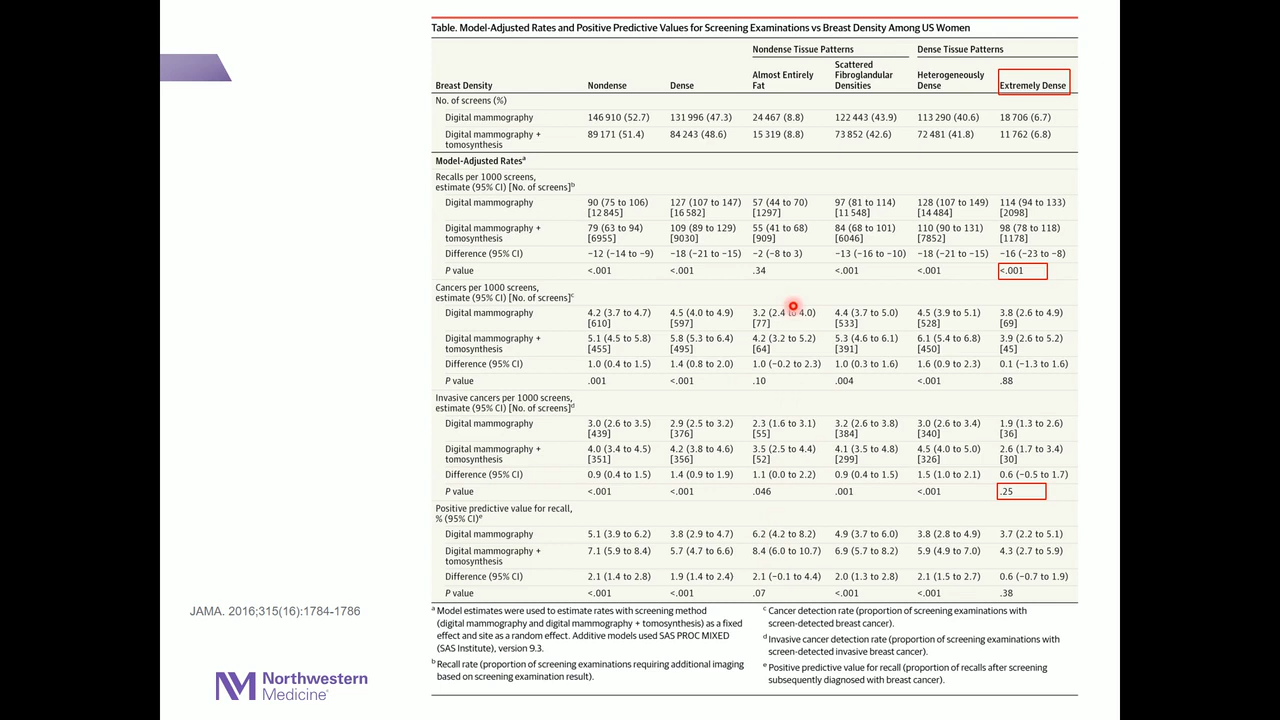 Table. Model-Adjusted Rates and Positive Predictive Values for Screening Examinations vs Breast Density Among US Women
Nondense Tissue Patterns Dense Tissue Patterns
Breast Density Nondense Dense Almost Entirely Fat Scattered Fibroglandular Densities Heterogeneously Dense Extremely Dense
No. of screens (%)
Digital mammography 146 910 (52.7) 131 996 (47.3) 24 467 (8.8) 122 443 (43.9) 113 290 (40.6) 18 706 (6.7)
Digital mammography + tomosynthesis 89 171 (51.4) 84 243 (48.6) 15 319 (8.8) 73 852 (42.6) 72 481 (41.8) 11 762 (6.8)
Model-Adjusted Ratesa
Recalls per 1000 screens,
estimate (95% CI) [No. of screens]b
Digital mammography 90 (75 to 106) [12 845] 127 (107 to 147) [16 582] 57 (44 to 70) [1297] 97 (81 to 114) [11 548] 128 (107 to 149) [14 484] 114 (94 to 133) [2098]
Digital mammography + tomosynthesis 79 (63 to 94) [6955] 109 (89 to 129) [9030] 55 (41 to 68) [909] 84 (68 to 101) [6046] 110 (90 to 131) [7852] 98 (78 to 118) [1178]
Difference (95% CI) −12 (−14 to −9) −18 (−21 to −15) −2 (−8 to 3) −13 (−16 to −10) −18 (−21 to −15) −16 (−23 to −8)
P value <.001 <.001 .34 <.001 <.001 <.001
Cancers per 1000 screens,
estimate (95% CI) [No. of screens]c
Digital mammography 4.2 (3.7 to 4.7) [610] 4.5 (4.0 to 4.9) [597] 3.2 (2.4 to 4.0) [77] 4.4 (3.7 to 5.0) [533] 4.5 (3.9 to 5.1) [528] 3.8 (2.6 to 4.9) [69]
Digital mammography + tomosynthesis 5.1 (4.5 to 5.8) [455] 5.8 (5.3 to 6.4) [495] 4.2 (3.2 to 5.2) [64] 5.3 (4.6 to 6.1) [391] 6.1 (5.4 to 6.8) [450] 3.9 (2.6 to 5.2) [45]
Difference (95% CI) 1.0 (0.4 to 1.5) 1.4 (0.8 to 2.0) 1.0 (−0.2 to 2.3) 1.0 (0.3 to 1.6) 1.6 (0.9 to 2.3) 0.1 (−1.3 to 1.6)
P value .001 <.001 .10 .004 <.001 .88
Invasive cancers per 1000 screens,
estimate (95% CI) [No. of screens]d
Digital mammography 3.0 (2.6 to 3.5) [439] 2.9 (2.5 to 3.2) [376] 2.3 (1.6 to 3.1) [55] 3.2 (2.6 to 3.8) [384] 3.0 (2.6 to 3.4) [340] 1.9 (1.3 to 2.6) [36]
Digital mammography + tomosynthesis 4.0 (3.4 to 4.5) [351] 4.2 (3.8 to 4.6) [356] 3.5 (2.5 to 4.4) [52] 4.1 (3.5 to 4.8) [299] 4.5 (4.0 to 5.0) [326] 2.6 (1.7 to 3.4) [30]
Difference (95% CI) 0.9 (0.4 to 1.5) 1.4 (0.9 to 1.9) 1.1 (0.0 to 2.2) 0.9 (0.4 to 1.5) 1.5 (1.0 to 2.1) 0.6 (−0.5 to 1.7)
P value <.001 <.001 .046 .001 <.001 .25
Positive predictive value for recall,
% (95% CI)e
Digital mammography 5.1 (3.9 to 6.2) 3.8 (2.9 to 4.7) 6.2 (4.2 to 8.2) 4.9 (3.7 to 6.0) 3.8 (2.8 to 4.9) 3.7 (2.2 to 5.1)
Digital mammography + tomosynthesis 7.1 (5.9 to 8.4) 5.7 (4.7 to 6.6) 8.4 (6.0 to 10.7) 6.9 (5.7 to 8.2) 5.9 (4.9 to 7.0) 4.3 (2.7 to 5.9)
Difference (95% CI) 2.1 (1.4 to 2.8) 1.9 (1.4 to 2.4) 2.1 (−0.1 to 4.4) 2.0 (1.3 to 2.8) 2.1 (1.5 to 2.7) 0.6 (−0.7 to 1.9)
P value <.001 <.001 .07 <.001 <.001 .38
a Model estimates were used to estimate rates with screening method
(digital mammography and digital mammography + tomosynthesis) as a fixed
effect and site as a random effect. Additive models used SAS PROC MIXED
(SAS Institute), version 9.3.
b Recall rate (proportion of screening examinations requiring additional imaging
based on screening examination result).
c Cancer detection rate (proportion of screening examinations with
screen-detected breast cancer).
d Invasive cancer detection rate (proportion of screening examinations with
screen-detected invasive breast cancer).
e Positive predictive value for recall (proportion of recalls after screening
subsequently diagnosed with breast cancer).
JAMA. 2016;315(16):1784-1786
Northwestern
Medicine